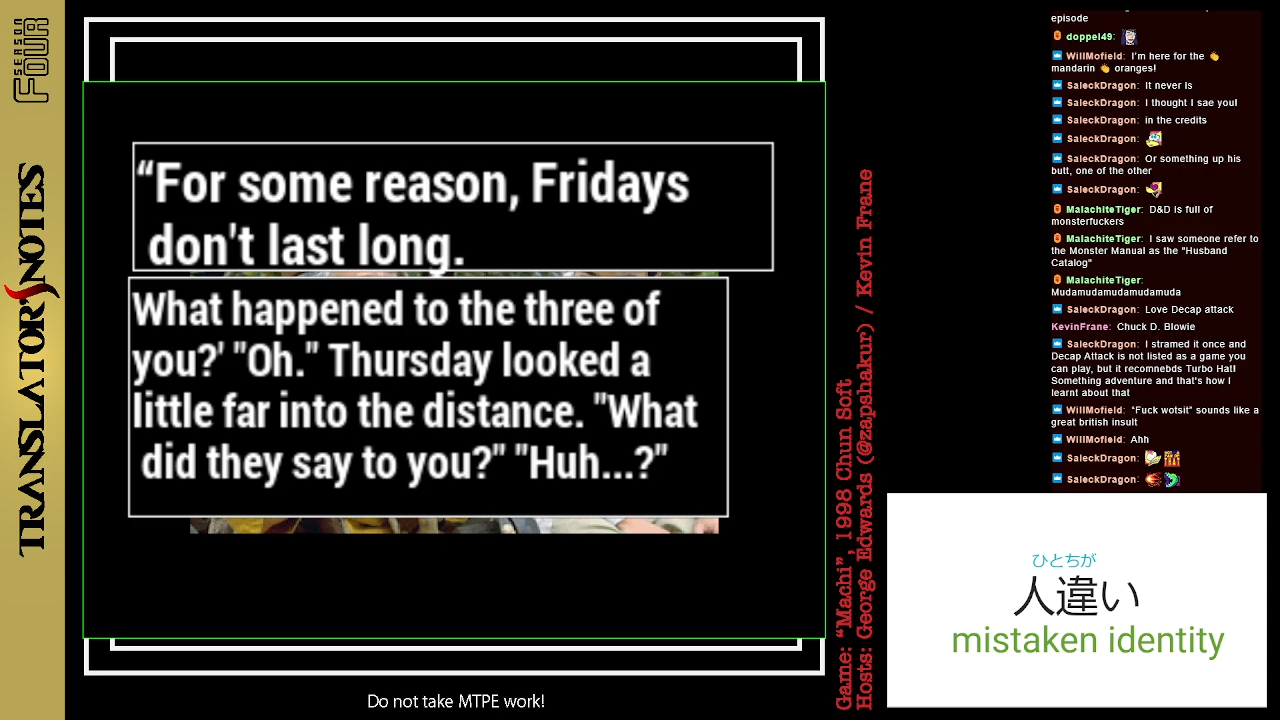 SEASON
FOUR
TRANSLATOR'S NOTES
“For some reason, Fridays
don't last long.
What happened to the three of
you?' "Oh." Thursday looked a
le far into the distance. "What
d they say to you?" "Huh...?"
Do not take MTPE work!
Game: "Machi", 1998 Chun Soft
Hosts: George Edwards (@zapshakur) / Kevin Frane
episode
doppel49:
WillMofield: I'm here for the 👏
mandarin 👏 oranges!
SaleckDragon: It never is
SaleckDragon: I thought I saw you!
SaleckDragon: in the credits
SaleckDragon:
SaleckDragon: Or something up his
butt, one of the other
SaleckDragon:
MalachiteTiger: D&D is full of
monsterfuckers
MalachiteTiger: I saw someone refer to
the Monster Manual as the "Husband
Catalog"
MalachiteTiger:
Mudamudamudamudamuda
SaleckDragon: Love Decap attack
KevinFrane: Chuck D. Blowie
SaleckDragon: I stramed it once and
Decap Attack isn't listed as a game you
can play, but it recmnebds Turbo Hall
Something adventure and that's how I
learnt about that
WillMofield: "Fuck wotsit" sounds like a
great british insult
WillMofield: Ahh
SaleckDragon:
SaleckDragon:
ひとちが
人違い
mistaken identity